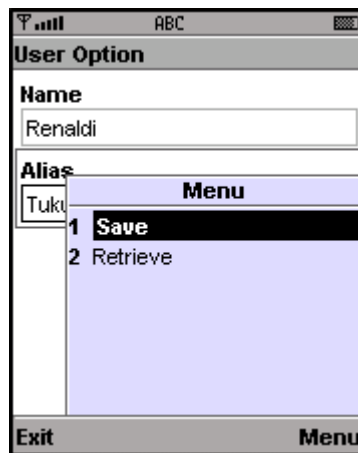 ABC
User Option
Name
Renaldi
Alias
Menu
1 Save
2 Retrieve
Exit Menu